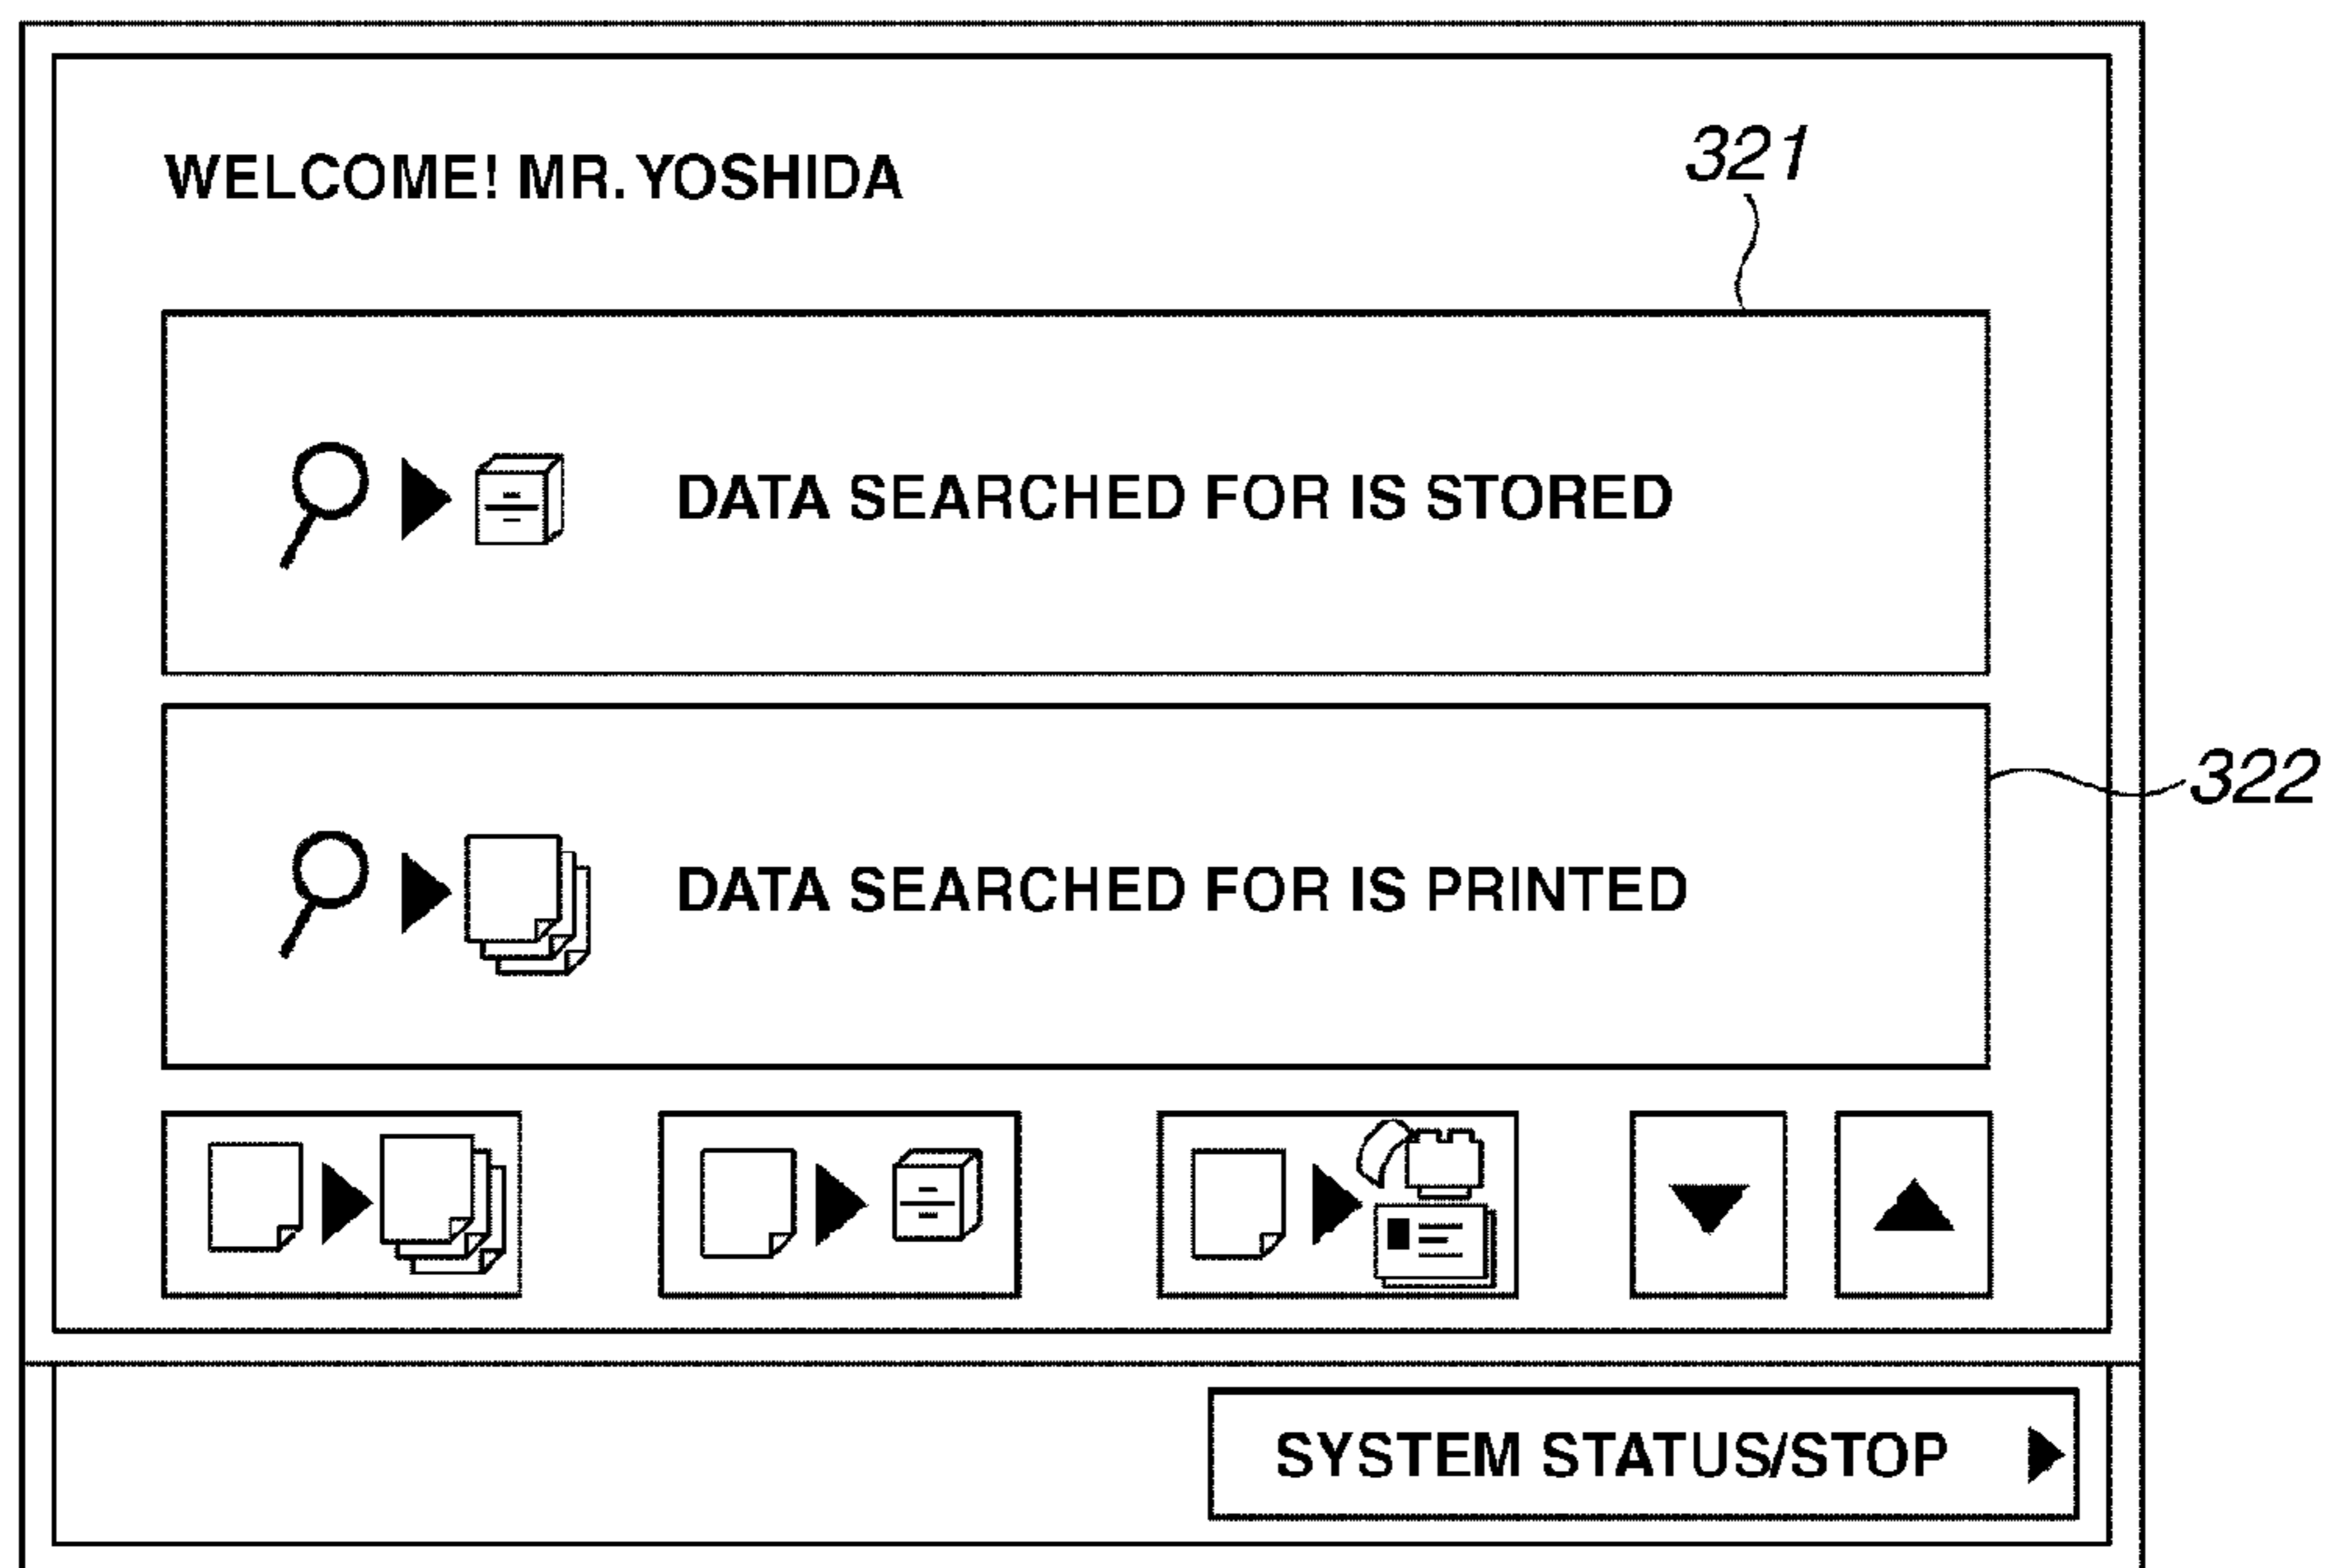 321
WELCOME! MR. YOSHIDA
DATA SEARCHED FOR IS STORED
322
DATA SEARCHED FOR IS PRINTED
SYSTEM STATUS/STOP